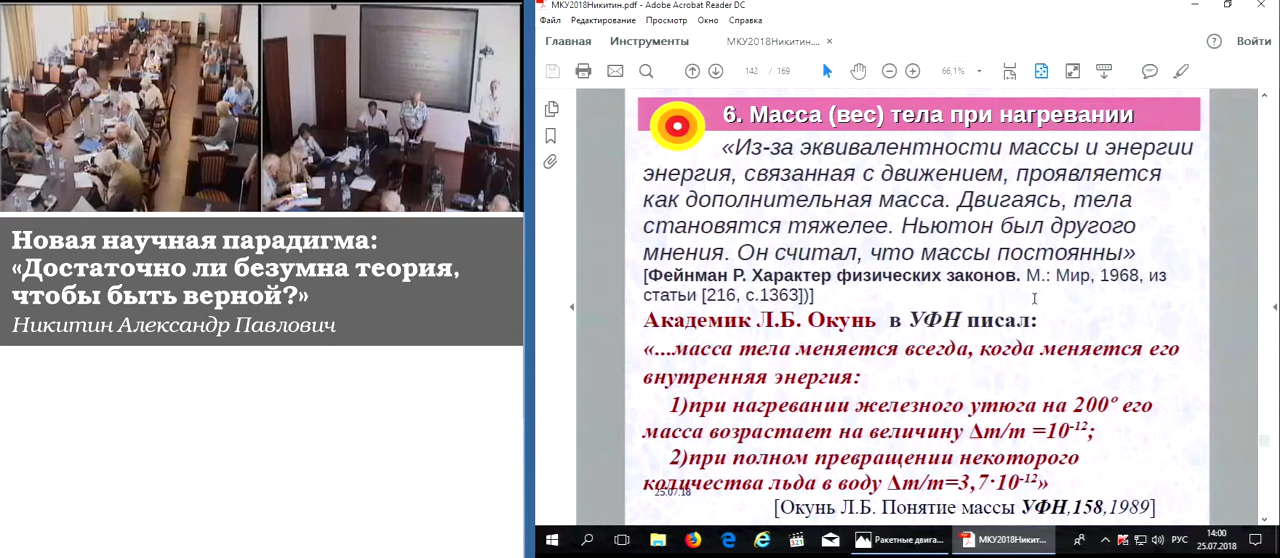 Новая научная парадигма:
«Достаточно ли безумна теория,
чтобы быть верной?»
Никитин Александр Павлович
МКУ2018Никитин.pdf - Adobe Acrobat Reader DC
Файл Редактирование Просмотр Окно Справка
Главная Инструменты МКУ2018Никитин.... ×
Войти
142 / 169 66,1%
6. Масса (вес) тела при нагревании
«Из-за эквивалентности массы и энергии
энергия, связанная с движением, проявляется
как дополнительная масса. Двигаясь, тела
становятся тяжелее. Ньютон был другого
мнения. Он считал, что массы постоянны»
[Фейнман Р. Характер физических законов. М.: Мир, 1968, из
статьи [216, с.1363])]
Академик Л.Б. Окунь в УФН писал:
«...масса тела меняется всегда, когда меняется его
внутренняя энергия:
1)при нагревании железного утюга на 200º его
масса возрастает на величину Δm/m =10⁻¹²;
2)при полном превращении некоторого
количества льда в воду Δm/m=3,7·10⁻¹²»
25.07.18
[Окунь Л.Б. Понятие массы УФН,158,1989]
Ракетные двига... МКУ2018Никит... РУС 14:00
25.07.2018